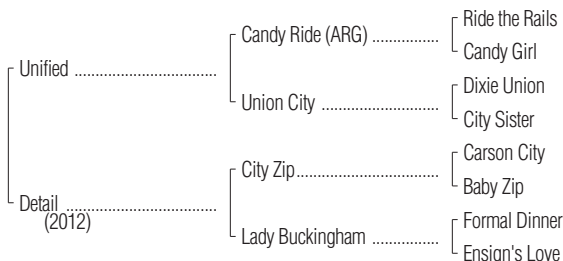 Ride the Rails
Candy Ride (ARG) ................
Candy Girl
Unified ..................................
Dixie Union
Union City ............................
City Sister
Carson City
City Zip..................................
Baby Zip
Detail ....................................
(2012)
Formal Dinner
Lady Buckingham ................
Ensign's Love